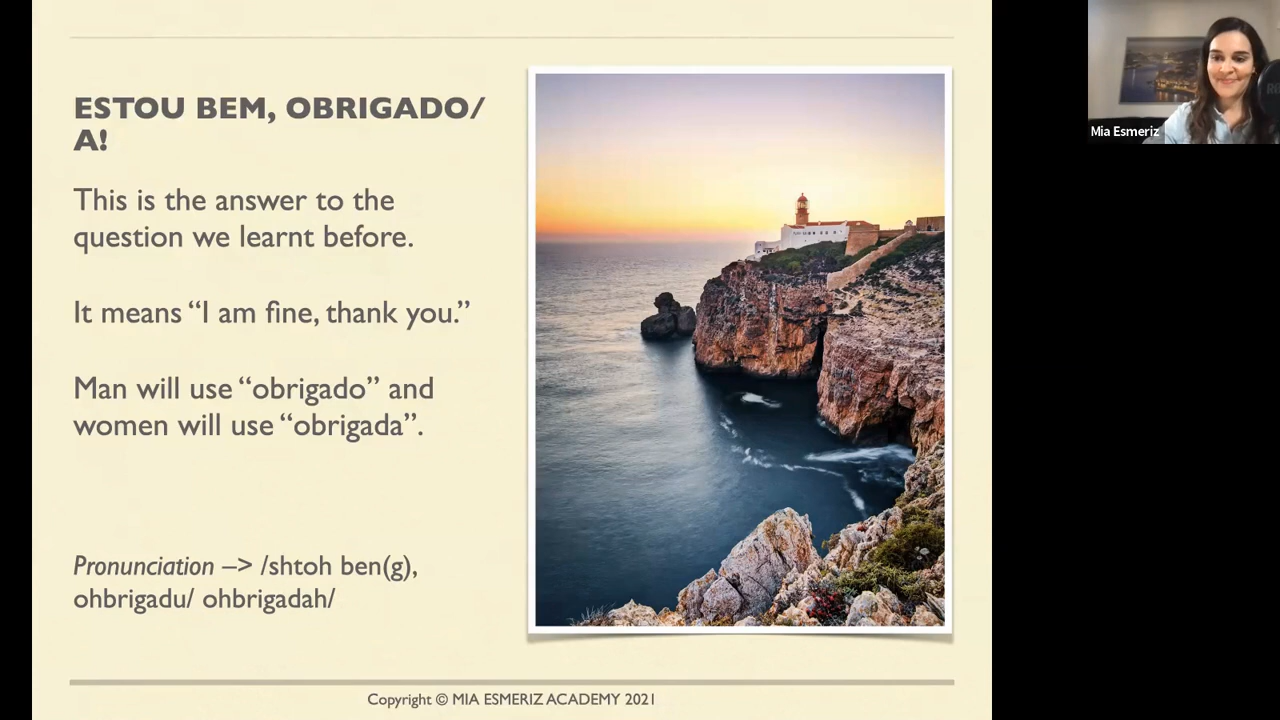 ESTOU BEM, OBRIGADO/
A!
This is the answer to the
question we learnt before.
It means “I am fine, thank you.”
Man will use “obrigado” and
women will use “obrigada”.
Pronunciation –> /shtoh ben(g),
ohbrigadu/ ohbrigadah/
Copyright © MIA ESMERIZ ACADEMY 2021
Mia Esmeriz